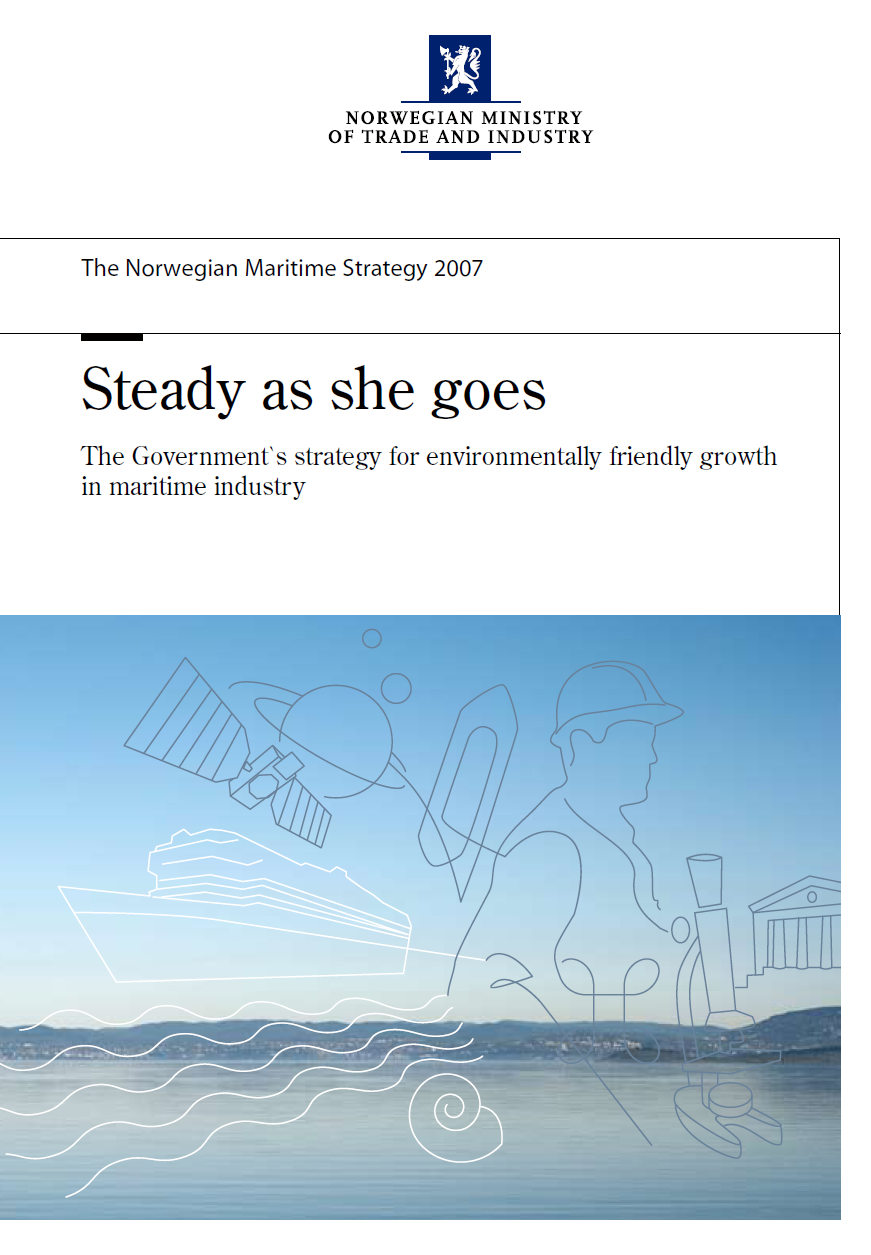 NORWEGIAN MINISTRY
OF TRADE AND INDUSTRY
The Norwegian Maritime Strategy 2007
Steady as she goes
The Government`s strategy for environmentally friendly growth
in maritime industry